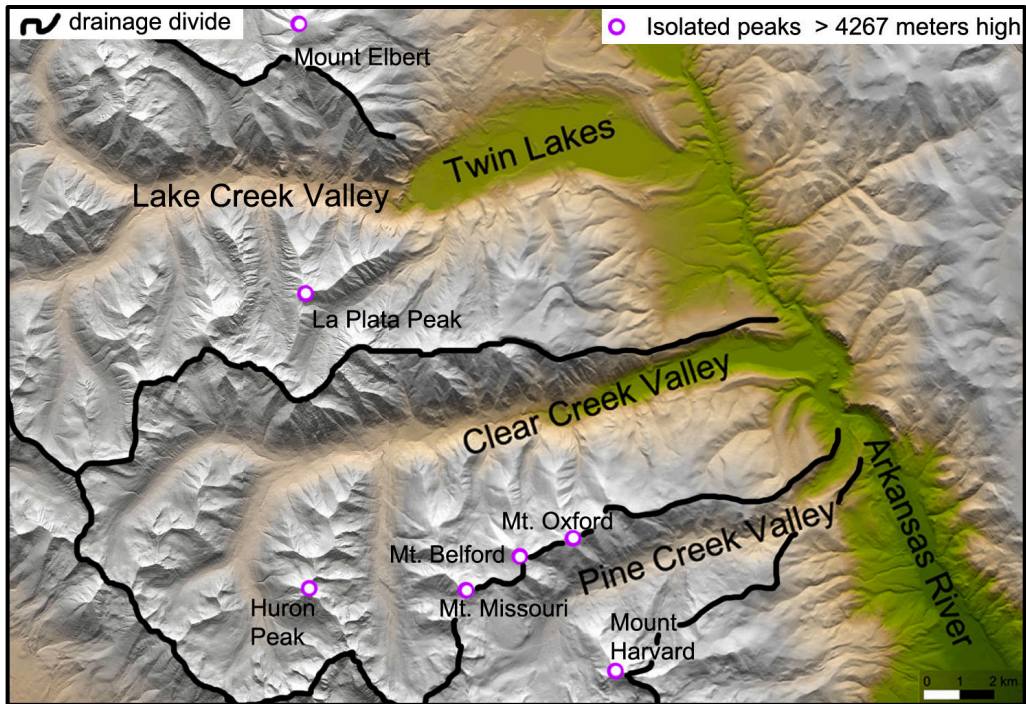 drainage divide
Isolated peaks > 4267 meters high
Mount Elbert
Twin Lakes
Lake Creek Valley
La Plata Peak
Clear Creek Valley
Arkansas River
Mt. Oxford
Mt. Belford
Pine Creek Valley
Huron
Peak
Mt. Missouri
Mount
Harvard
0 1 2 km